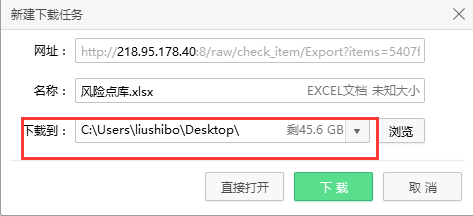 新建下载任务
网址： http://218.95.178.40:8/raw/check_item/Export?items=5407f
名称： 风险点库.xlsx EXCEL文档 未知大小
下载到： C:\Users\liushibo\Desktop\ 剩45.6 GB 浏览
直接打开 下载 取消